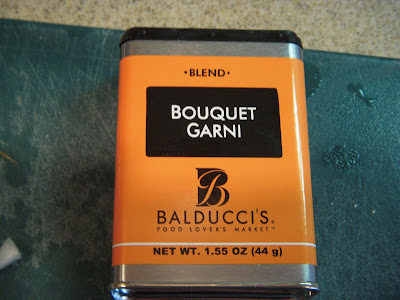 •BLEND•
BOUQUET
GARNI
B
BALDUCCI'S®
FOOD LOVER'S MARKET™
NET WT. 1.55 OZ (44 g)